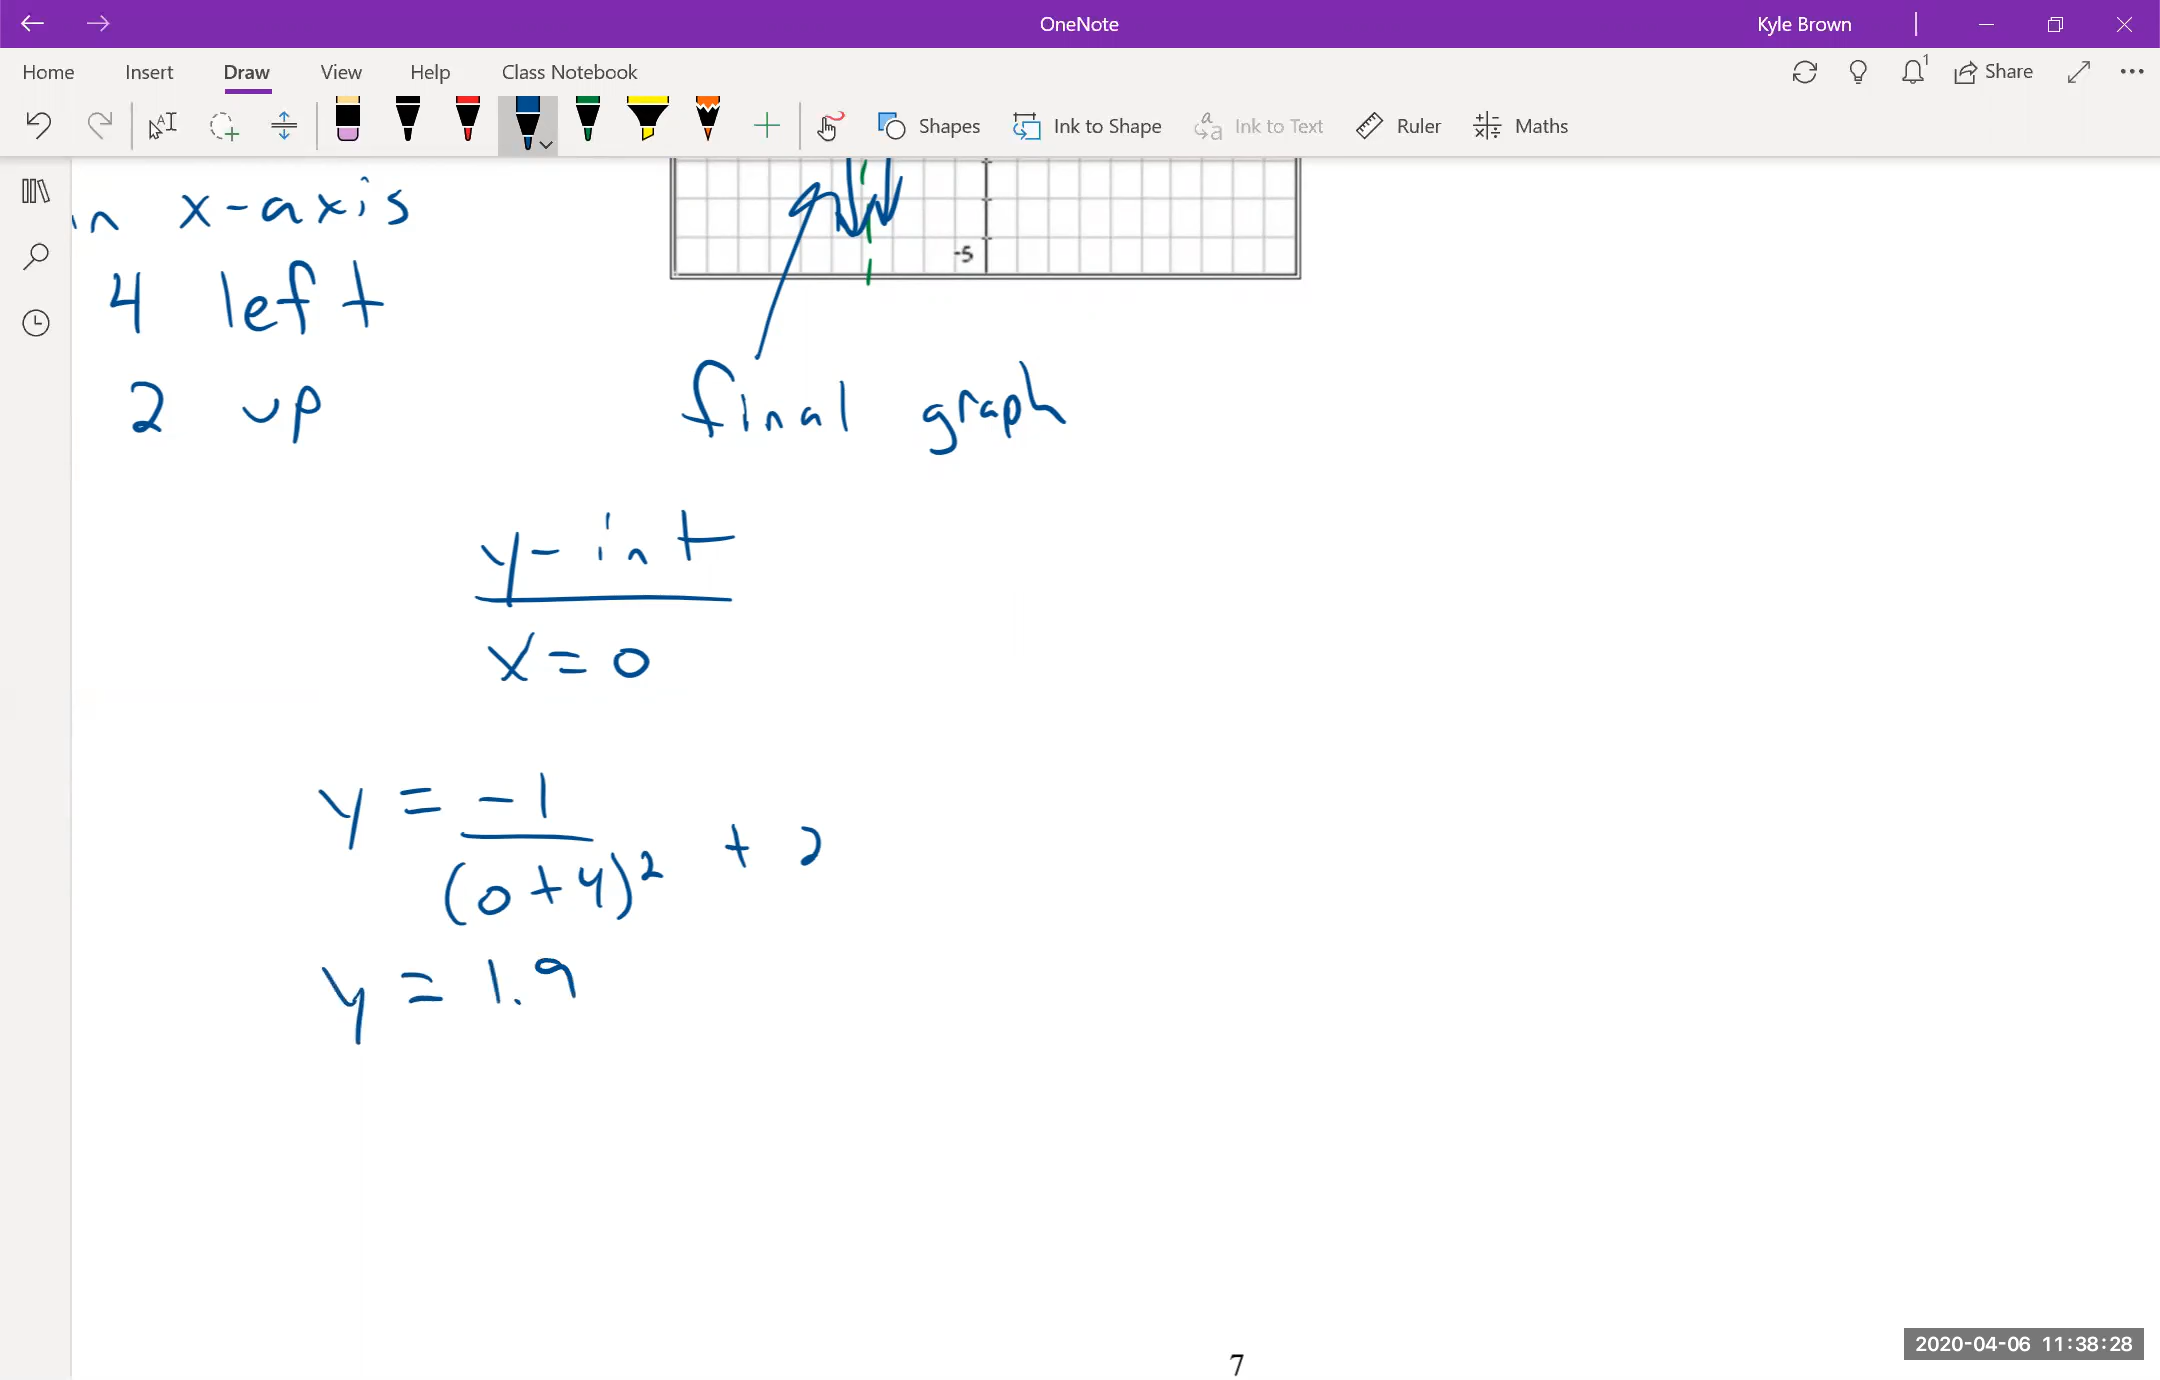 OneNote
Kyle Brown
Home Insert Draw View Help Class Notebook
1
Share
Shapes Ink to Shape Ink to Text Ruler Maths
in x-axis
-5
4 left
2 up
final graph
y-int
x = 0
y = -1/(0+4)² + 2
y = 1.9
2020-04-06 11:38:28
7